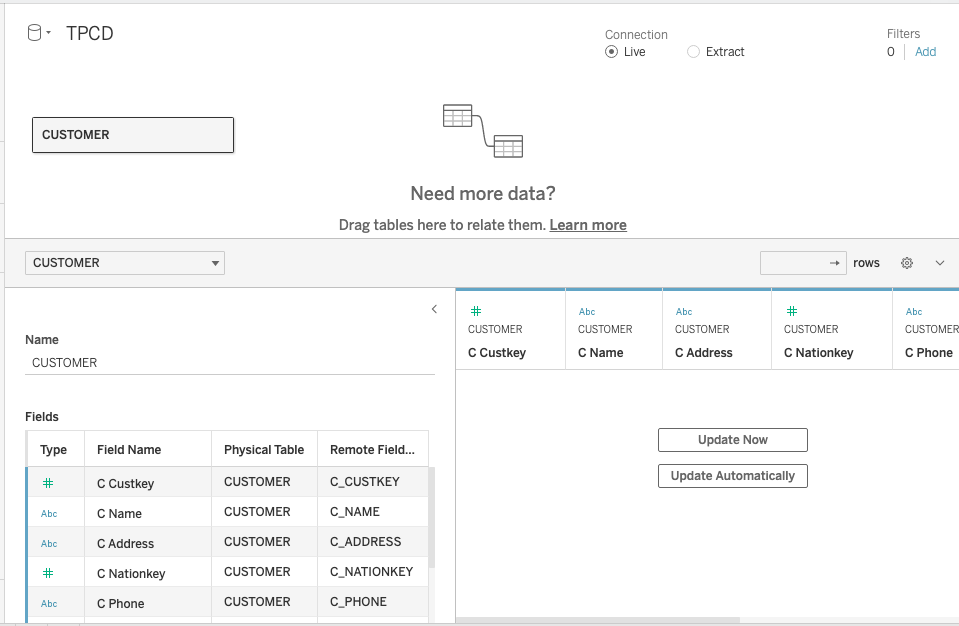 TPCD
Connection
Live
Extract
Filters
0 Add
CUSTOMER
Need more data?
Drag tables here to relate them. Learn more
CUSTOMER
rows
Name
CUSTOMER
Fields
Type Field Name Physical Table Remote Field...
# C Custkey CUSTOMER C_CUSTKEY
Abc C Name CUSTOMER C_NAME
Abc C Address CUSTOMER C_ADDRESS
# C Nationkey CUSTOMER C_NATIONKEY
Abc C Phone CUSTOMER C_PHONE
# Abc Abc # Abc
CUSTOMER CUSTOMER CUSTOMER CUSTOMER CUSTOMER
C Custkey C Name C Address C Nationkey C Phone
Update Now
Update Automatically